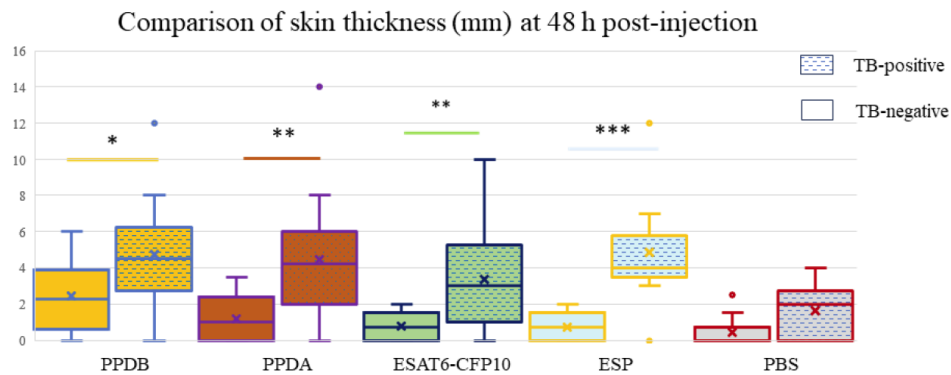 Comparison of skin thickness (mm) at 48 h post-injection
16
14
12
10
8
6
4
2
0
TB-positive
TB-negative
*
**
**
***
PPDB
PPDA
ESAT6-CFP10
ESP
PBS